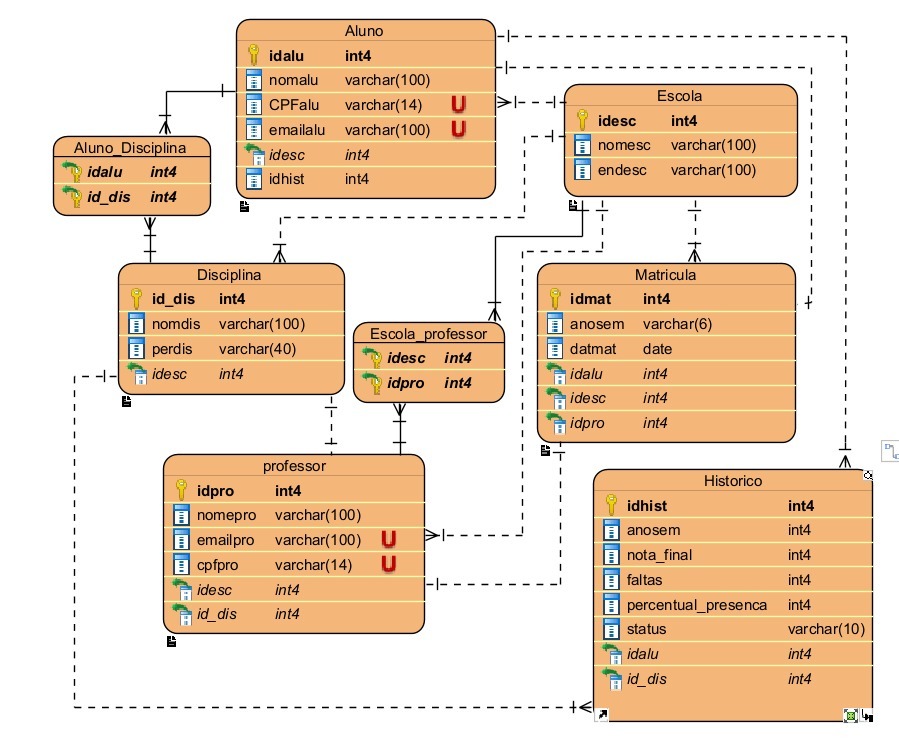 Aluno
idalu int4
nomalu varchar(100)
CPFalu varchar(14) U
emailalu varchar(100) U
idesc int4
idhist int4
Escola
idesc int4
nomesc varchar(100)
endesc varchar(100)
Aluno_Disciplina
idalu int4
id_dis int4
Disciplina
id_dis int4
nomdis varchar(100)
perdis varchar(40)
idesc int4
Escola_professor
idesc int4
idpro int4
Matricula
idmat int4
anosem varchar(6)
datmat date
idalu int4
idesc int4
idpro int4
professor
idpro int4
nomepro varchar(100)
emailpro varchar(100) U
cpfpro varchar(14) U
idesc int4
id_dis int4
Historico
idhist int4
anosem int4
nota_final int4
faltas int4
percentual_presenca int4
status varchar(10)
idalu int4
id_dis int4